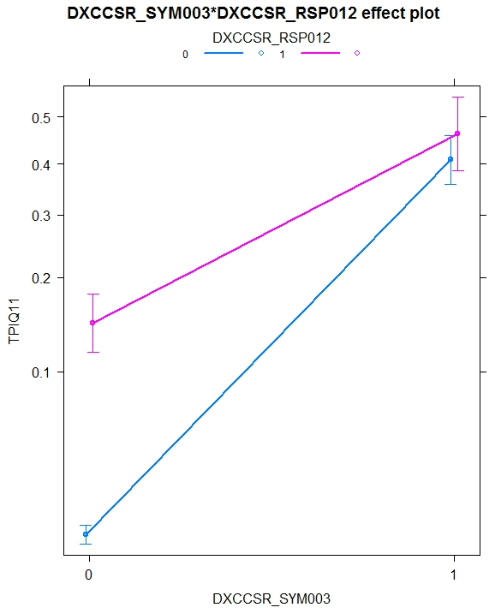 DXCCSR_SYM003*DXCCSR_RSP012 effect plot
DXCCSR_RSP012
0 1
0.5
0.4
0.3
0.2
0.1
TPIQ11
0 1
DXCCSR_SYM003